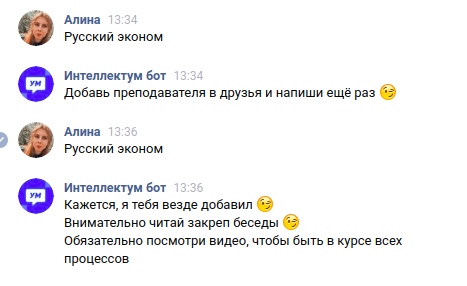 Алина 13:34
Русский эконом
ум
Интеллектум бот 13:34
Добавь преподавателя в друзья и напиши ещё раз 😉
Алина 13:36
Русский эконом
ум
Интеллектум бот 13:36
Кажется, я тебя везде добавил 😉
Внимательно читай закреп беседы 😉
Обязательно посмотри видео, чтобы быть в курсе всех
процессов